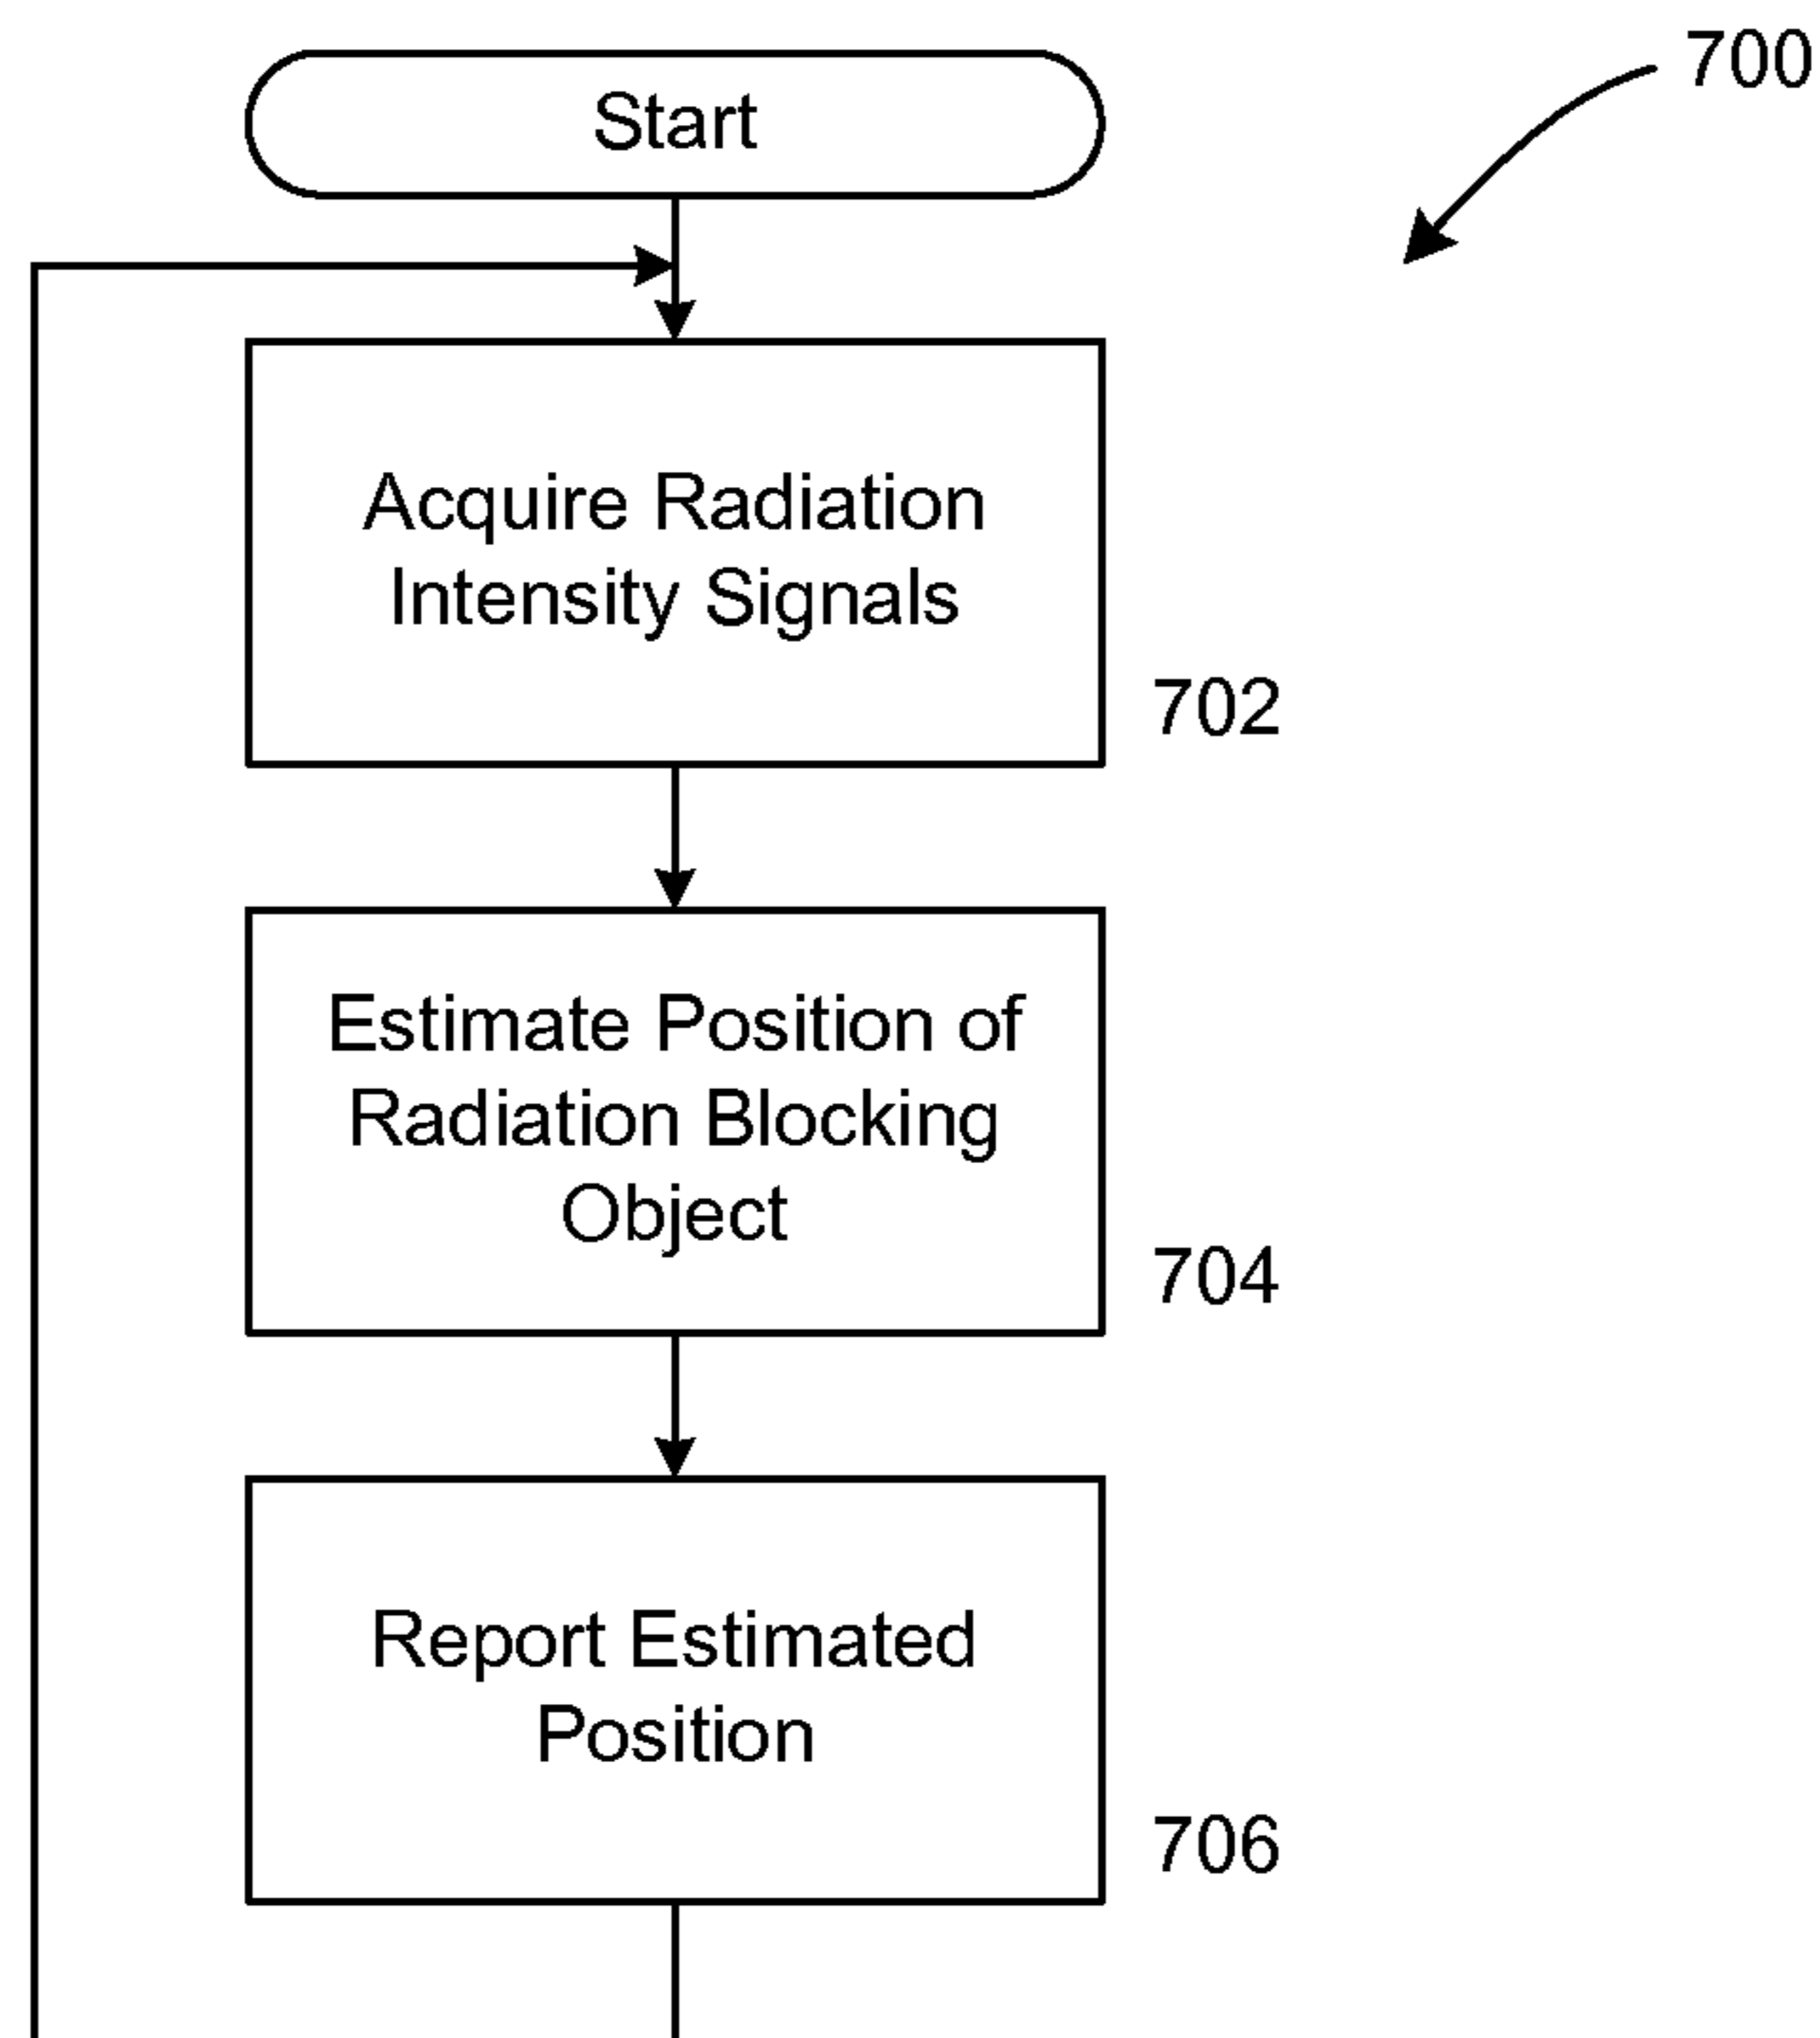 700
Start
Acquire Radiation
Intensity Signals
702
Estimate Position of
Radiation Blocking
Object
704
Report Estimated
Position
706